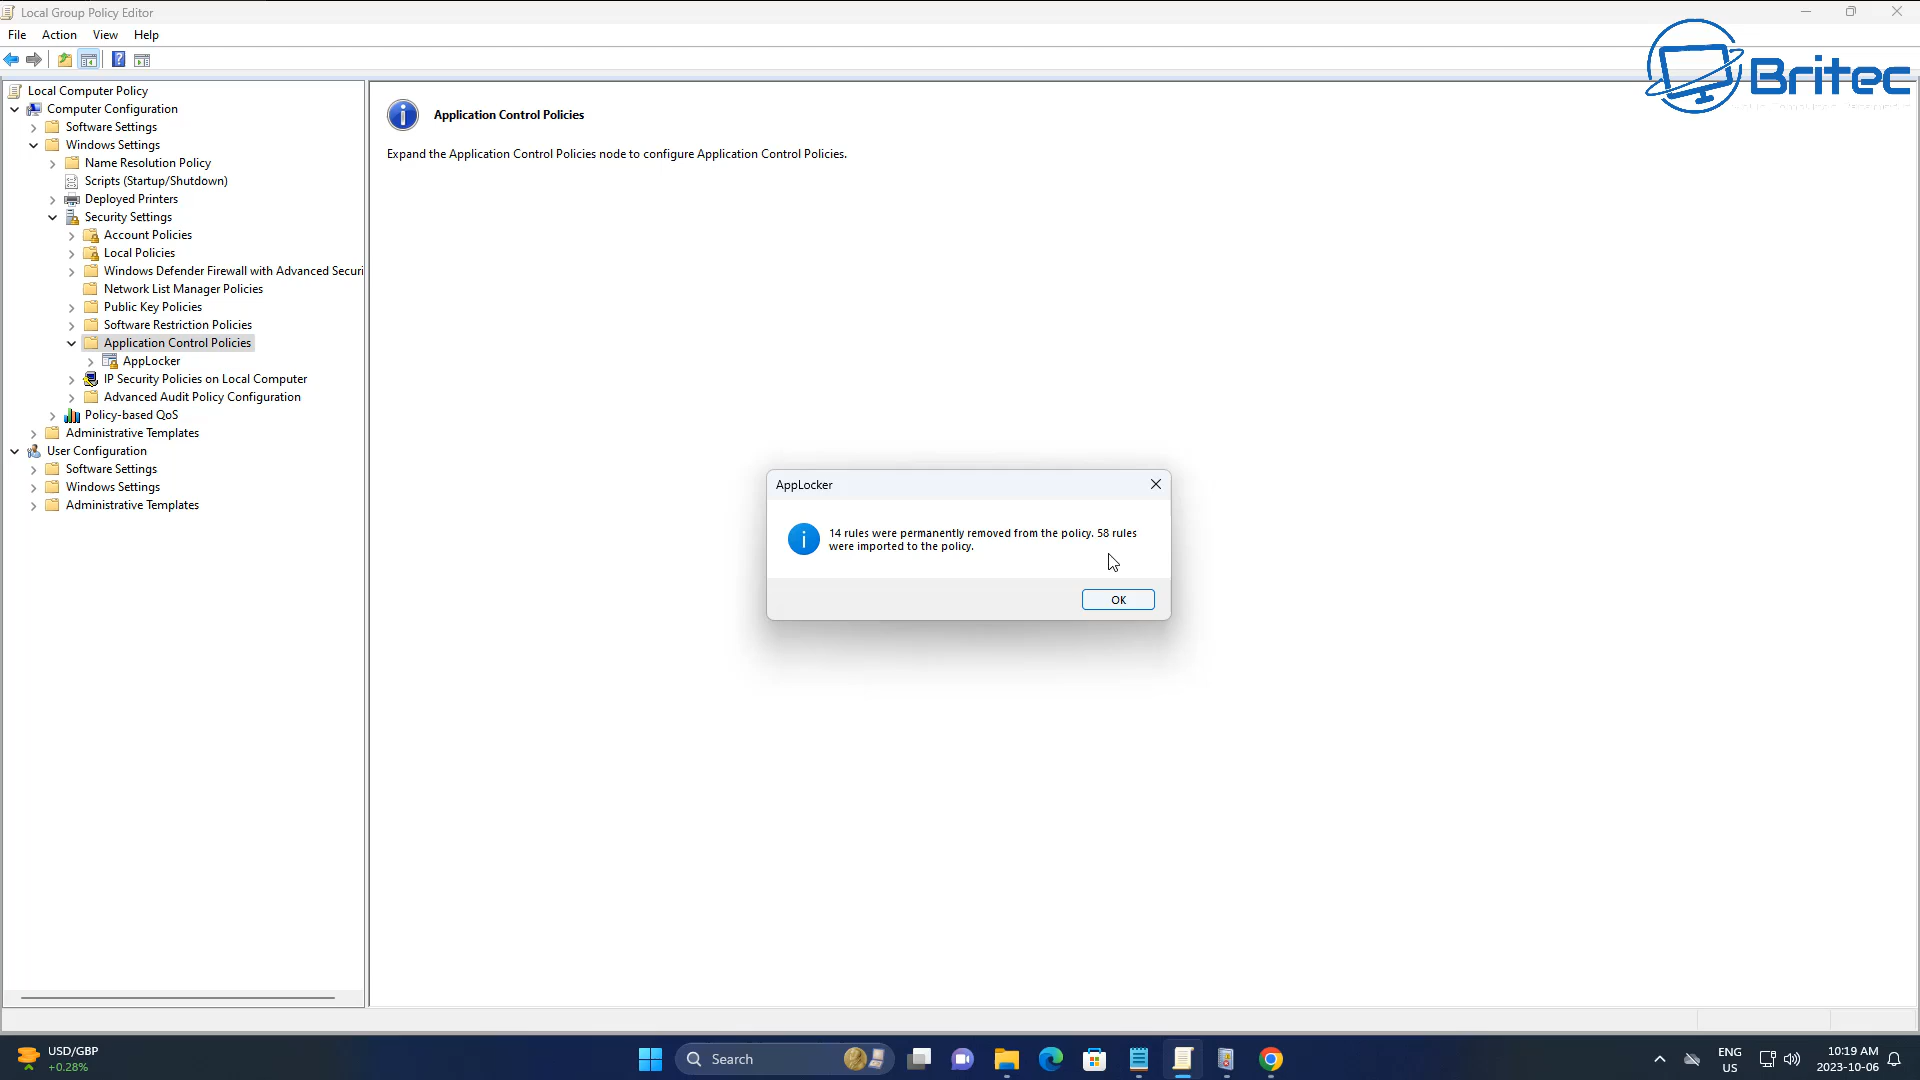 Local Group Policy Editor
File Action View Help
Britec
Local Computer Policy
Computer Configuration
Software Settings
Windows Settings
Name Resolution Policy
Scripts (Startup/Shutdown)
Deployed Printers
Security Settings
Account Policies
Local Policies
Windows Defender Firewall with Advanced Securi
Network List Manager Policies
Public Key Policies
Software Restriction Policies
Application Control Policies
AppLocker
IP Security Policies on Local Computer
Advanced Audit Policy Configuration
Policy-based QoS
Administrative Templates
User Configuration
Software Settings
Windows Settings
Administrative Templates
Application Control Policies
Expand the Application Control Policies node to configure Application Control Policies.
AppLocker
14 rules were permanently removed from the policy. 58 rules
were imported to the policy.
OK
USD/GBP
+0.28%
Search
ENG
US
10:19 AM
2023-10-06